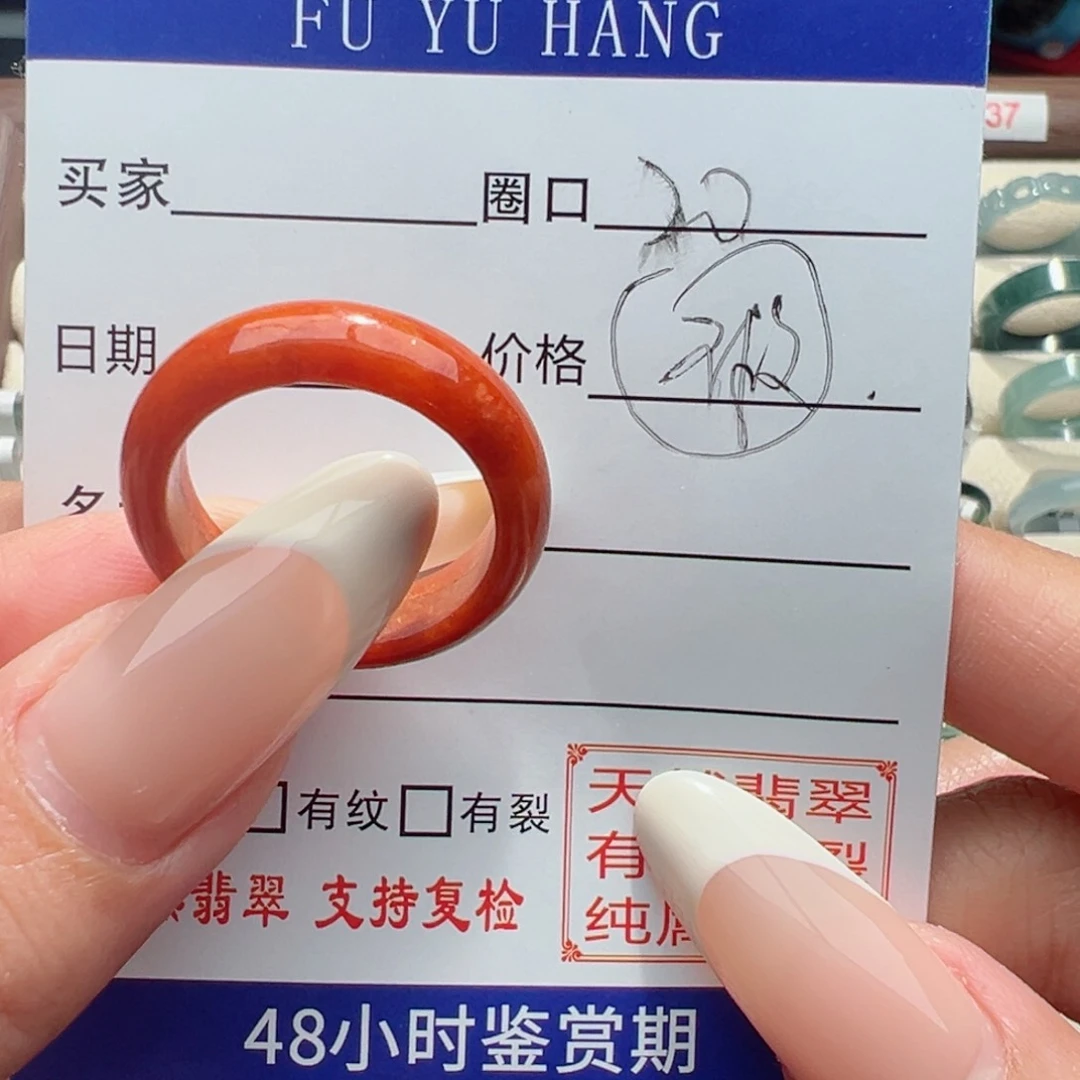 FU YU HANG
37
买家 圈口
日期 价格
有纹 有裂
翡翠 支持复检
天 翡翠
有 裂
纯
48小时鉴赏期